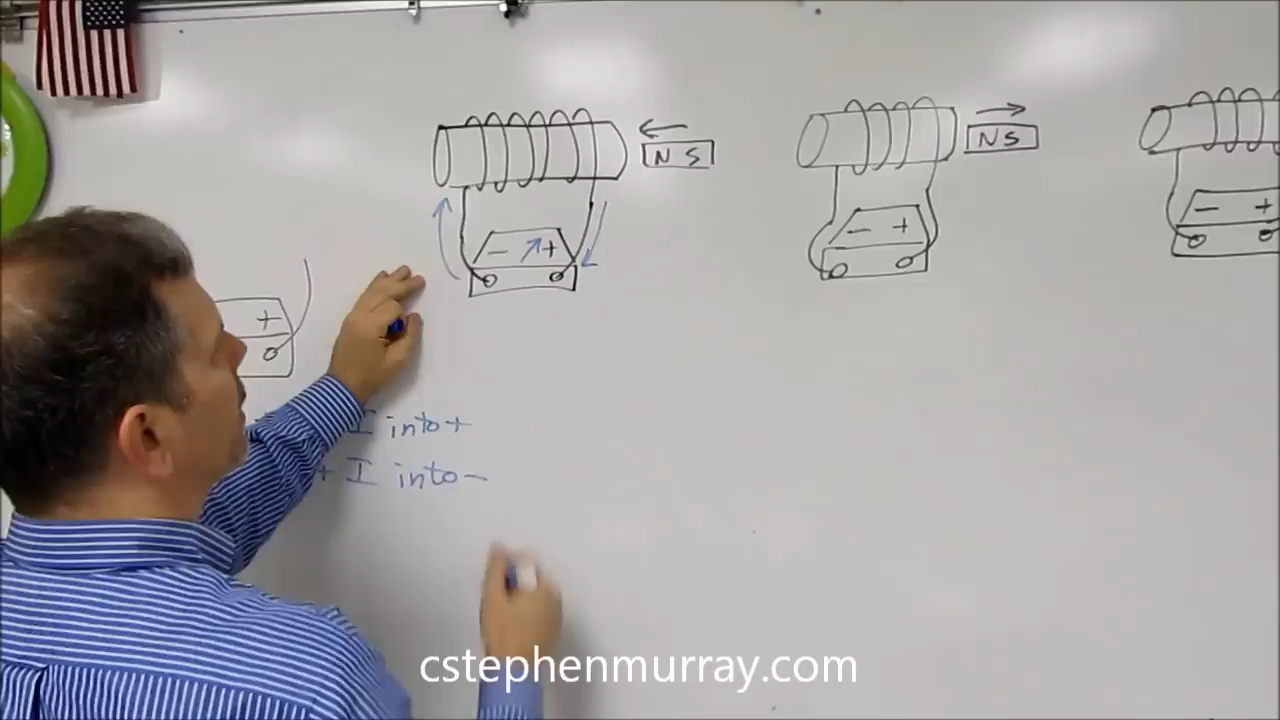 N S
N S
- +
- +
- +
+
I into +
+ I into -
cstephenmurray.com